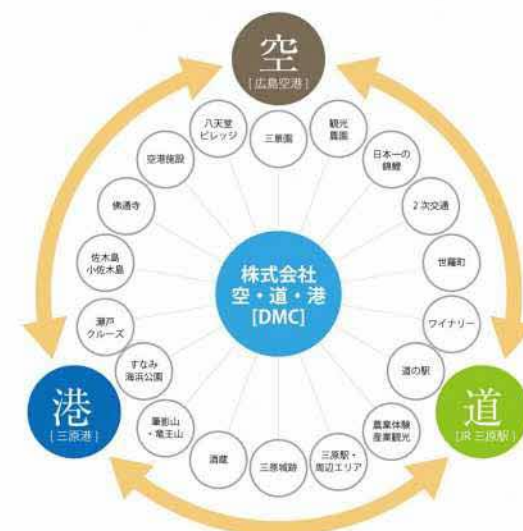 空
[広島空港]
八天堂
ビレッジ
三景園
観光
農園
空港施設
日本一の
錦鯉
佛通寺
2次交通
佐木島
小佐木島
世羅町
株式会社
空・道・港
[DMC]
瀬戸
クルーズ
ワイナリー
すなみ
海浜公園
道の駅
港
[三原港]
道
[JR 三原駅]
筆影山
・竜王山
農業体験
産業観光
酒蔵
三原城跡
三原駅・
周辺エリア